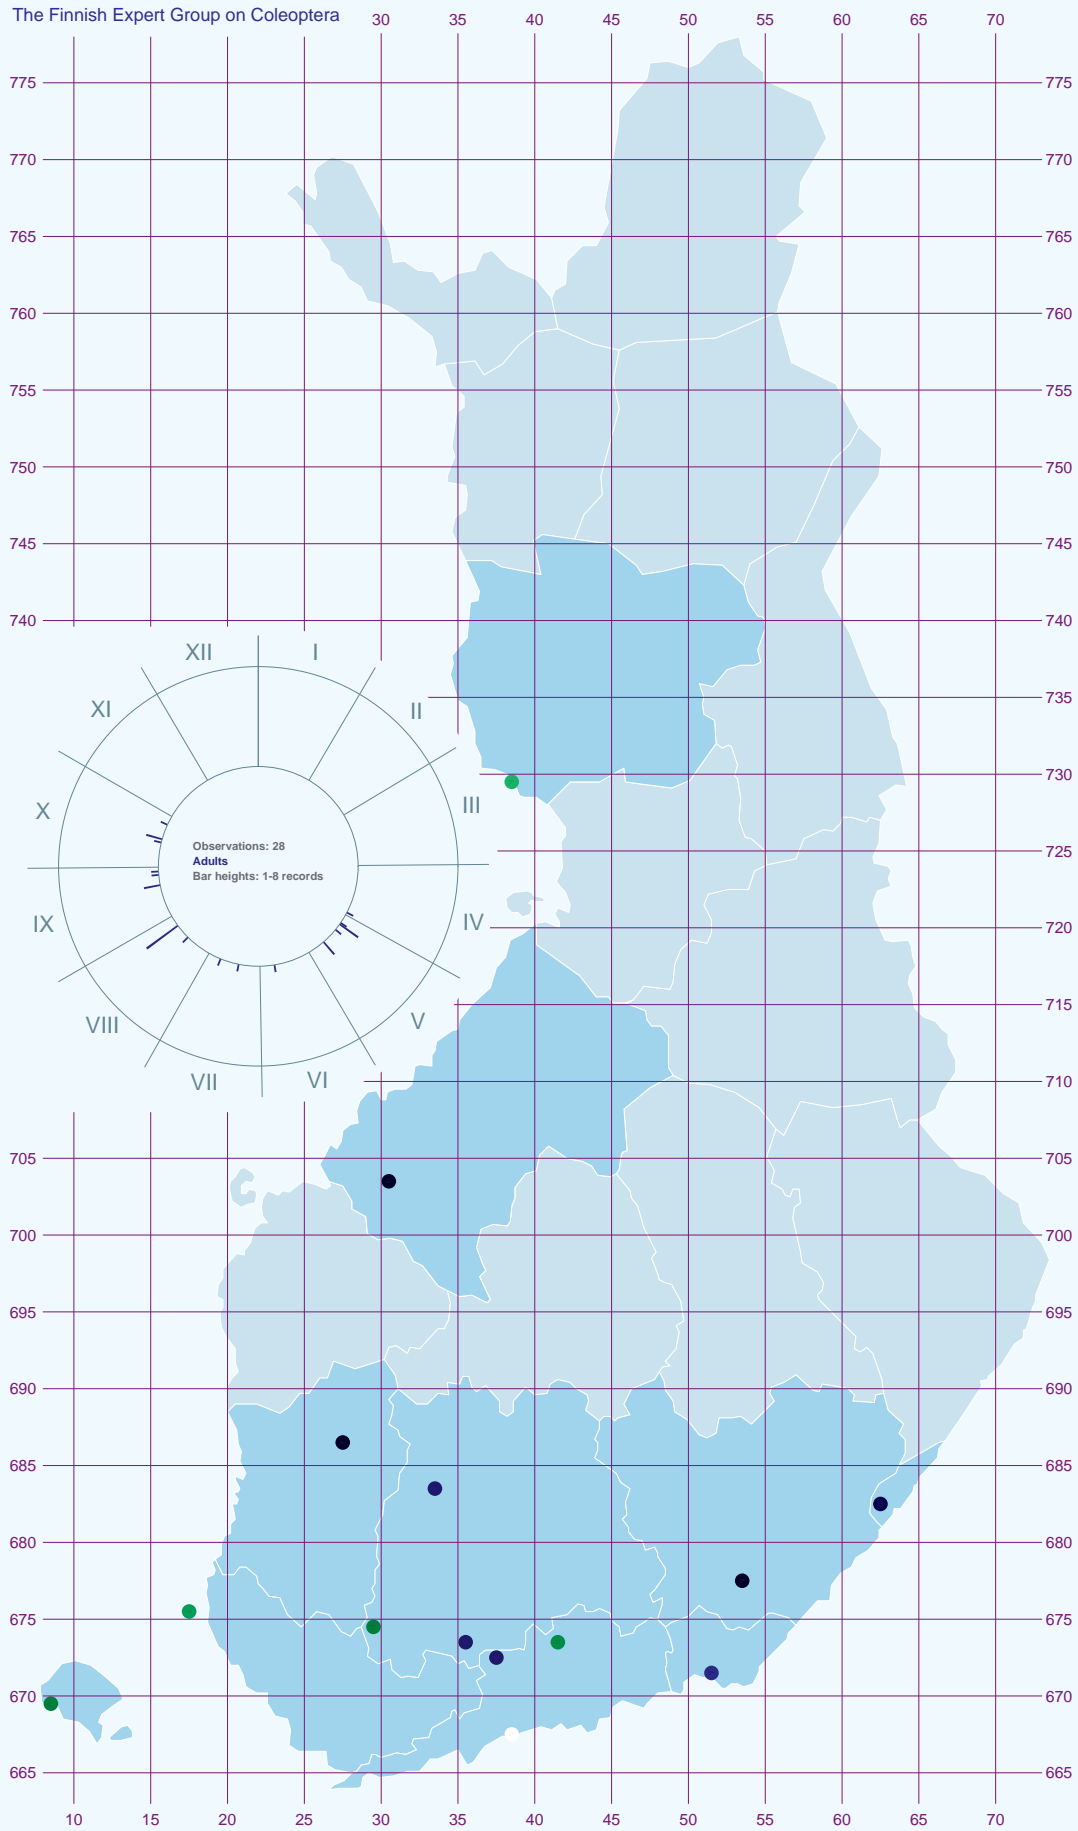 The Finnish Expert Group on Coleoptera
30 35 40 45 50 55 60 65 70
775 775
770 770
765 765
760 760
755 755
750 750
745 745
740 740
XII I
XI II
735
730
X III
Observations: 28
Adults
Bar heights: 1-8 records
725
IX IV 720
715
VIII V
VII VI
710 710
705 705
700 700
695 695
690 690
685 685
680 680
675 675
670 670
665 665
10 15 20 25 30 35 40 45 50 55 60 65 70